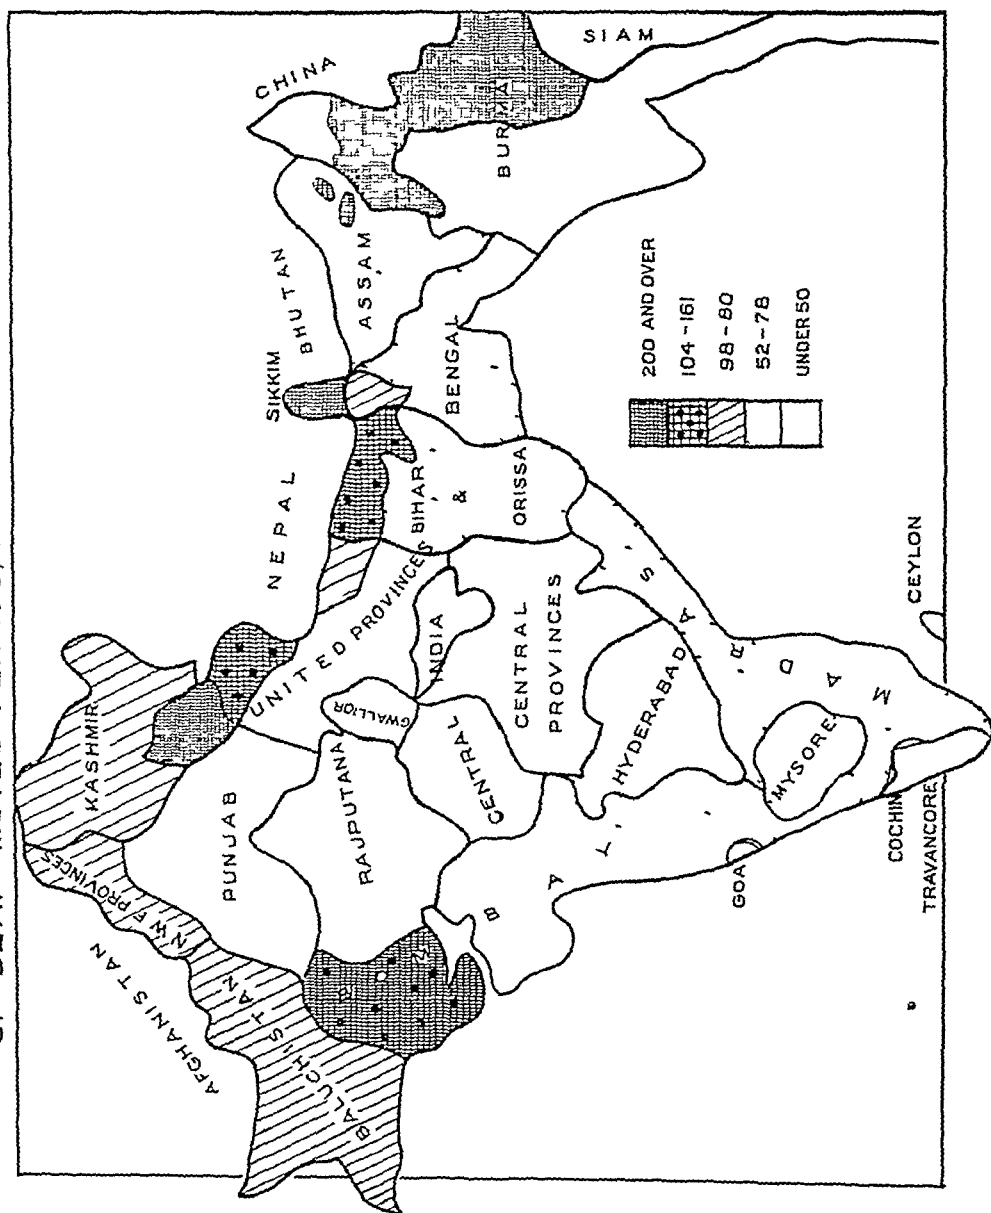 CHINA
SIAM
BURMA
BHUTAN
ASSAM
SIKKIM
BENGAL
NEPAL
BIHAR
&
ORISSA
UNITED PROVINCES
KASHMIR
GWALLIOR
INDIA
CENTRAL
PROVINCES
CENTRAL
PUNJAB
RAJPUTANA
N W F PROVINCES
AFGHANISTAN
BALUCHISTAN
HYDERABAD
MADRAS
MYSORE
GOA
COCHIN
TRAVANCORE
CEYLON
200 AND OVER
104-161
98-80
52-78
UNDER 50